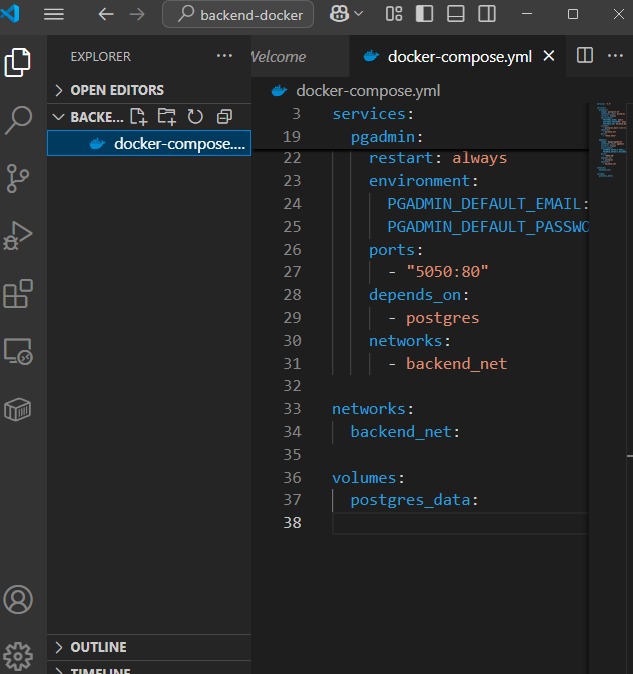 backend-docker
EXPLORER
Welcome
docker-compose.yml
OPEN EDITORS
BACKE...
docker-compose....
docker-compose.yml
3 services:
19 pgadmin:
22 restart: always
23 environment:
24 PGADMIN_DEFAULT_EMAIL:
25 PGADMIN_DEFAULT_PASSWO
26 ports:
27 - "5050:80"
28 depends_on:
29 - postgres
30 networks:
31 - backend_net
32
33 networks:
34 backend_net:
35
36 volumes:
37 postgres_data:
38
OUTLINE
TIMELINE